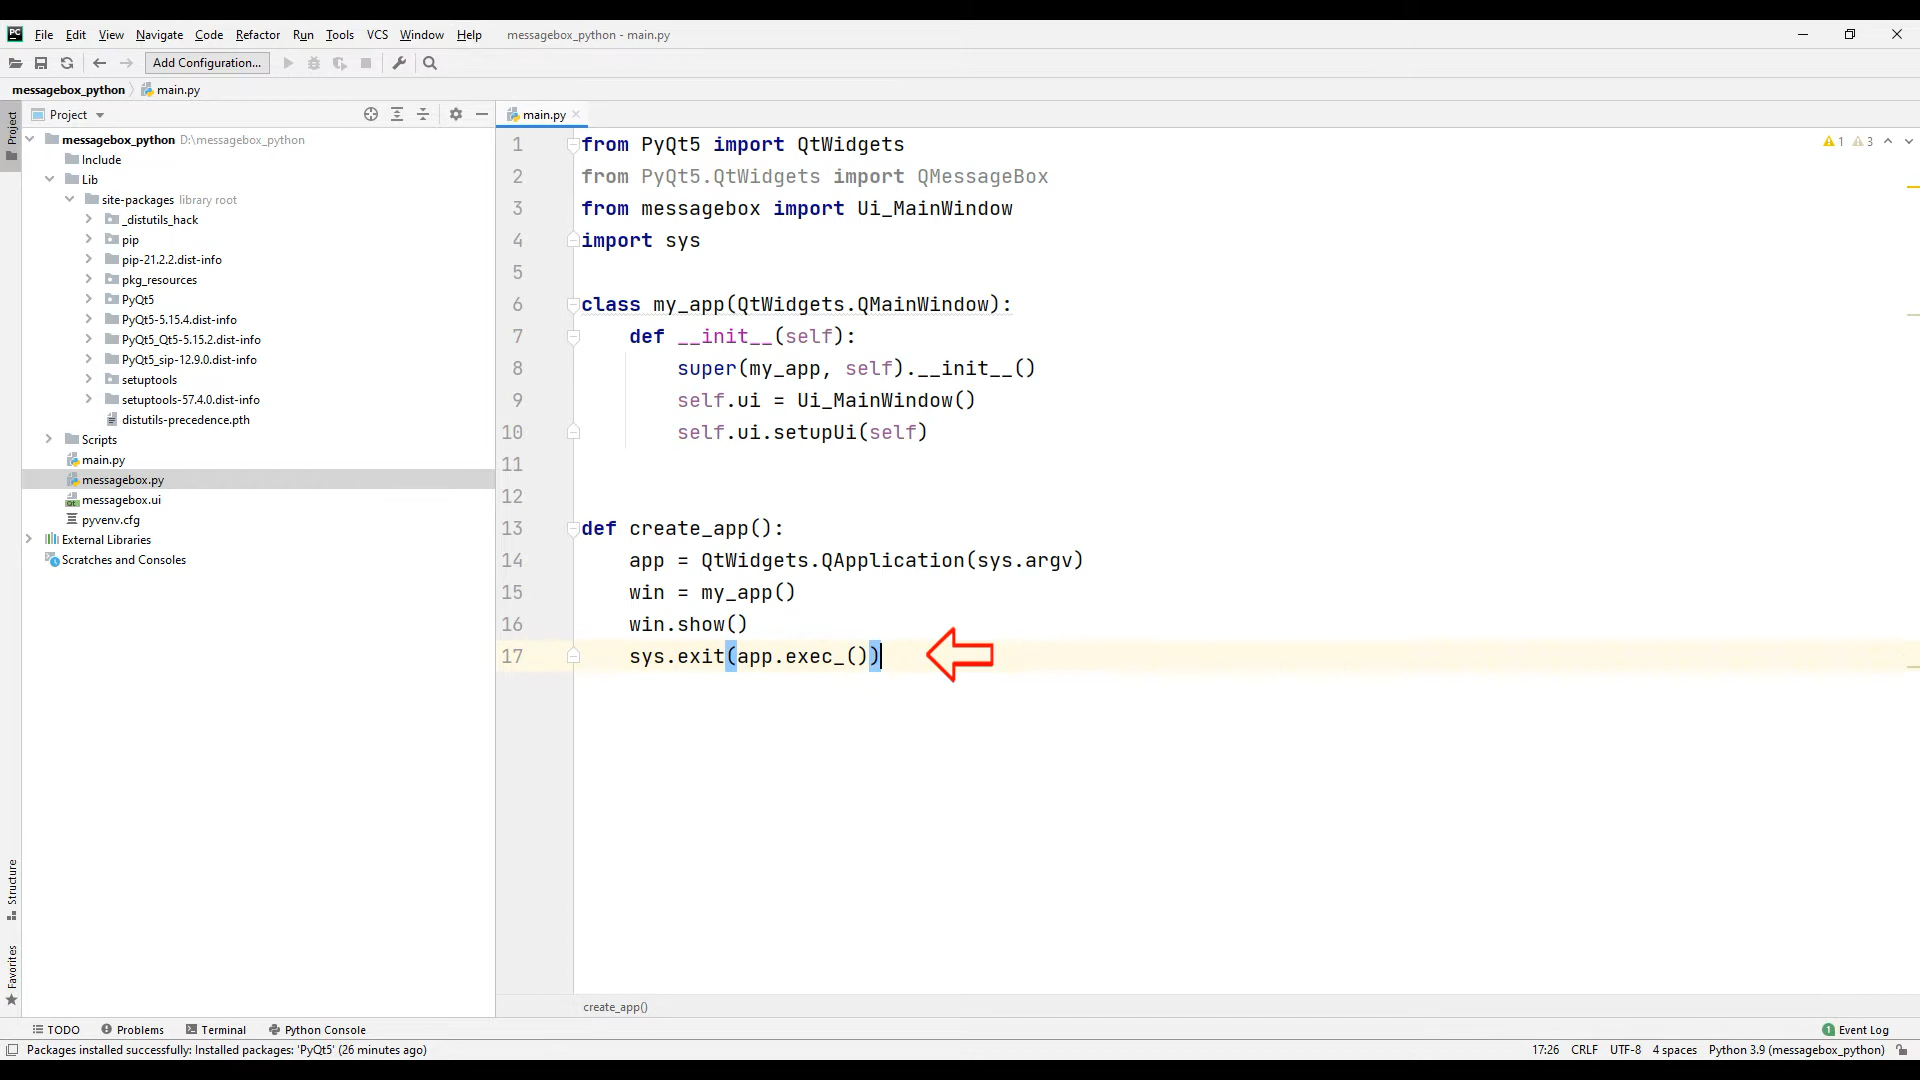 File Edit View Navigate Code Refactor Run Tools VCS Window Help messagebox_python - main.py
Add Configuration...
messagebox_python main.py
Project
Project
main.py
messagebox_python D:\messagebox_python
Include
Lib
site-packages library root
_distutils_hack
pip
pip-21.2.2.dist-info
pkg_resources
PyQt5
PyQt5-5.15.4.dist-info
PyQt5_Qt5-5.15.2.dist-info
PyQt5_sip-12.9.0.dist-info
setuptools
setuptools-57.4.0.dist-info
distutils-precedence.pth
Scripts
main.py
messagebox.py
messagebox.ui
pyvenv.cfg
External Libraries
Scratches and Consoles
1 from PyQt5 import QtWidgets
2 from PyQt5.QtWidgets import QMessageBox
3 from messagebox import Ui_MainWindow
4 import sys
5
6 class my_app(QtWidgets.QMainWindow):
7 def __init__(self):
8 super(my_app, self).__init__()
9 self.ui = Ui_MainWindow()
10 self.ui.setupUi(self)
11
12
13 def create_app():
14 app = QtWidgets.QApplication(sys.argv)
15 win = my_app()
16 win.show()
17 sys.exit(app.exec_())
1 3
Structure
Favorites
create_app()
TODO Problems Terminal Python Console
1 Event Log
Packages installed successfully: Installed packages: 'PyQt5' (26 minutes ago)
17:26 CRLF UTF-8 4 spaces Python 3.9 (messagebox_python)